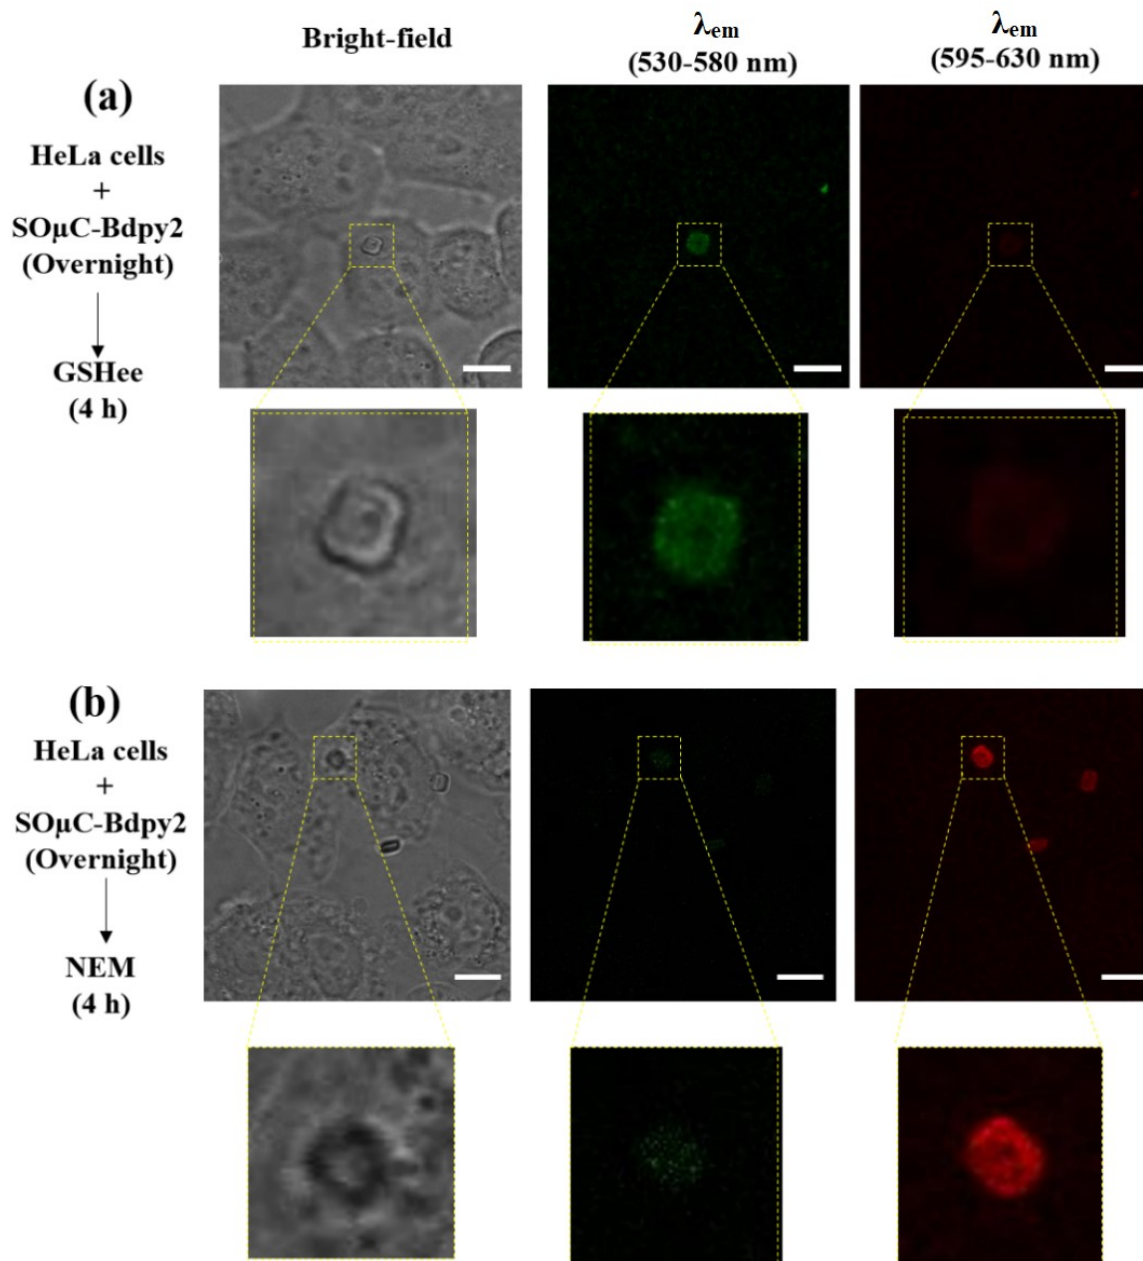 Bright-field
λem
(530-580 nm)
λem
(595-630 nm)
(a)
HeLa cells
+
SOµC-Bdpy2
(Overnight)
GSHee
(4 h)
(b)
HeLa cells
+
SOµC-Bdpy2
(Overnight)
NEM
(4 h)